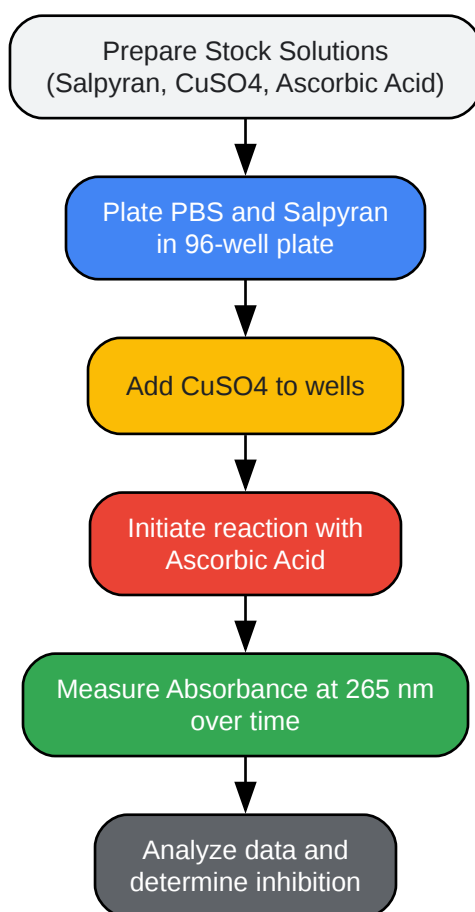 Prepare Stock Solutions
(Salpyran, CuSO4, Ascorbic Acid)
Plate PBS and Salpyran
in 96-well plate
Add CuSO4 to wells
Initiate reaction with
Ascorbic Acid
Measure Absorbance at 265 nm
over time
Analyze data and
determine inhibition